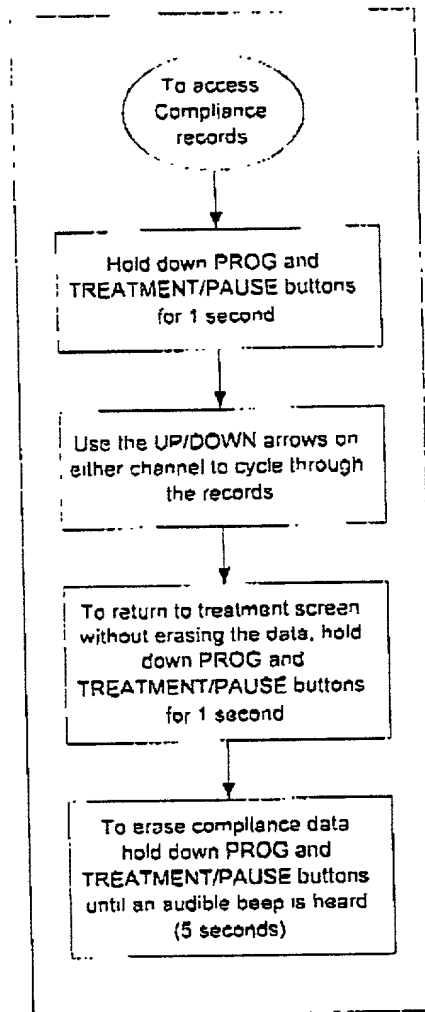 To access
Compliance
records
Hold down PROG and
TREATMENT/PAUSE buttons
for 1 second
Use the UP/DOWN arrows on
either channel to cycle through
the records
To return to treatment screen
without erasing the data, hold
down PROG and
TREATMENT/PAUSE buttons
for 1 second
To erase compliance data
hold down PROG and
TREATMENT/PAUSE buttons
until an audible beep is heard
(5 seconds)